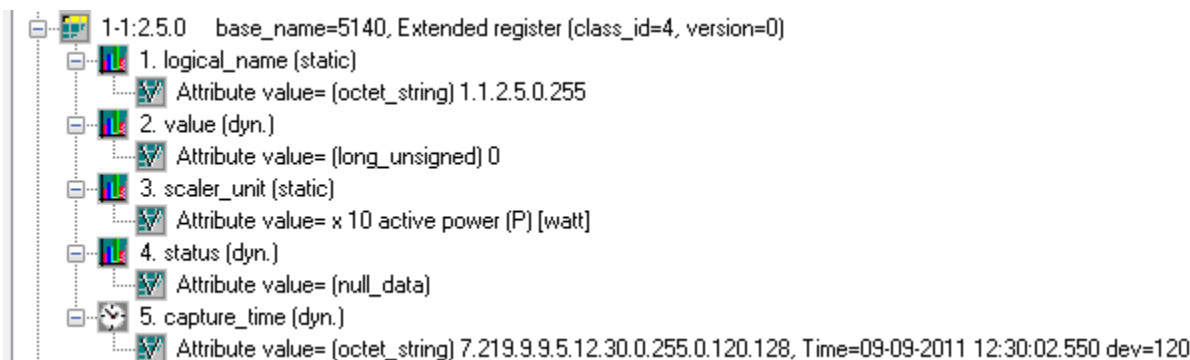 1-1:2.5.0 base_name=5140, Extended register (class_id=4, version=0)
1. logical_name (static)
Attribute value= (octet_string) 1.1.2.5.0.255
2. value (dyn.)
Attribute value= (long_unsigned) 0
3. scaler_unit (static)
Attribute value= x 10 active power (P) [watt]
4. status (dyn.)
Attribute value= (null_data)
5. capture_time (dyn.)
Attribute value= (octet_string) 7.219.9.9.5.12.30.0.255.0.120.128, Time=09-09-2011 12:30:02.550 dev=120